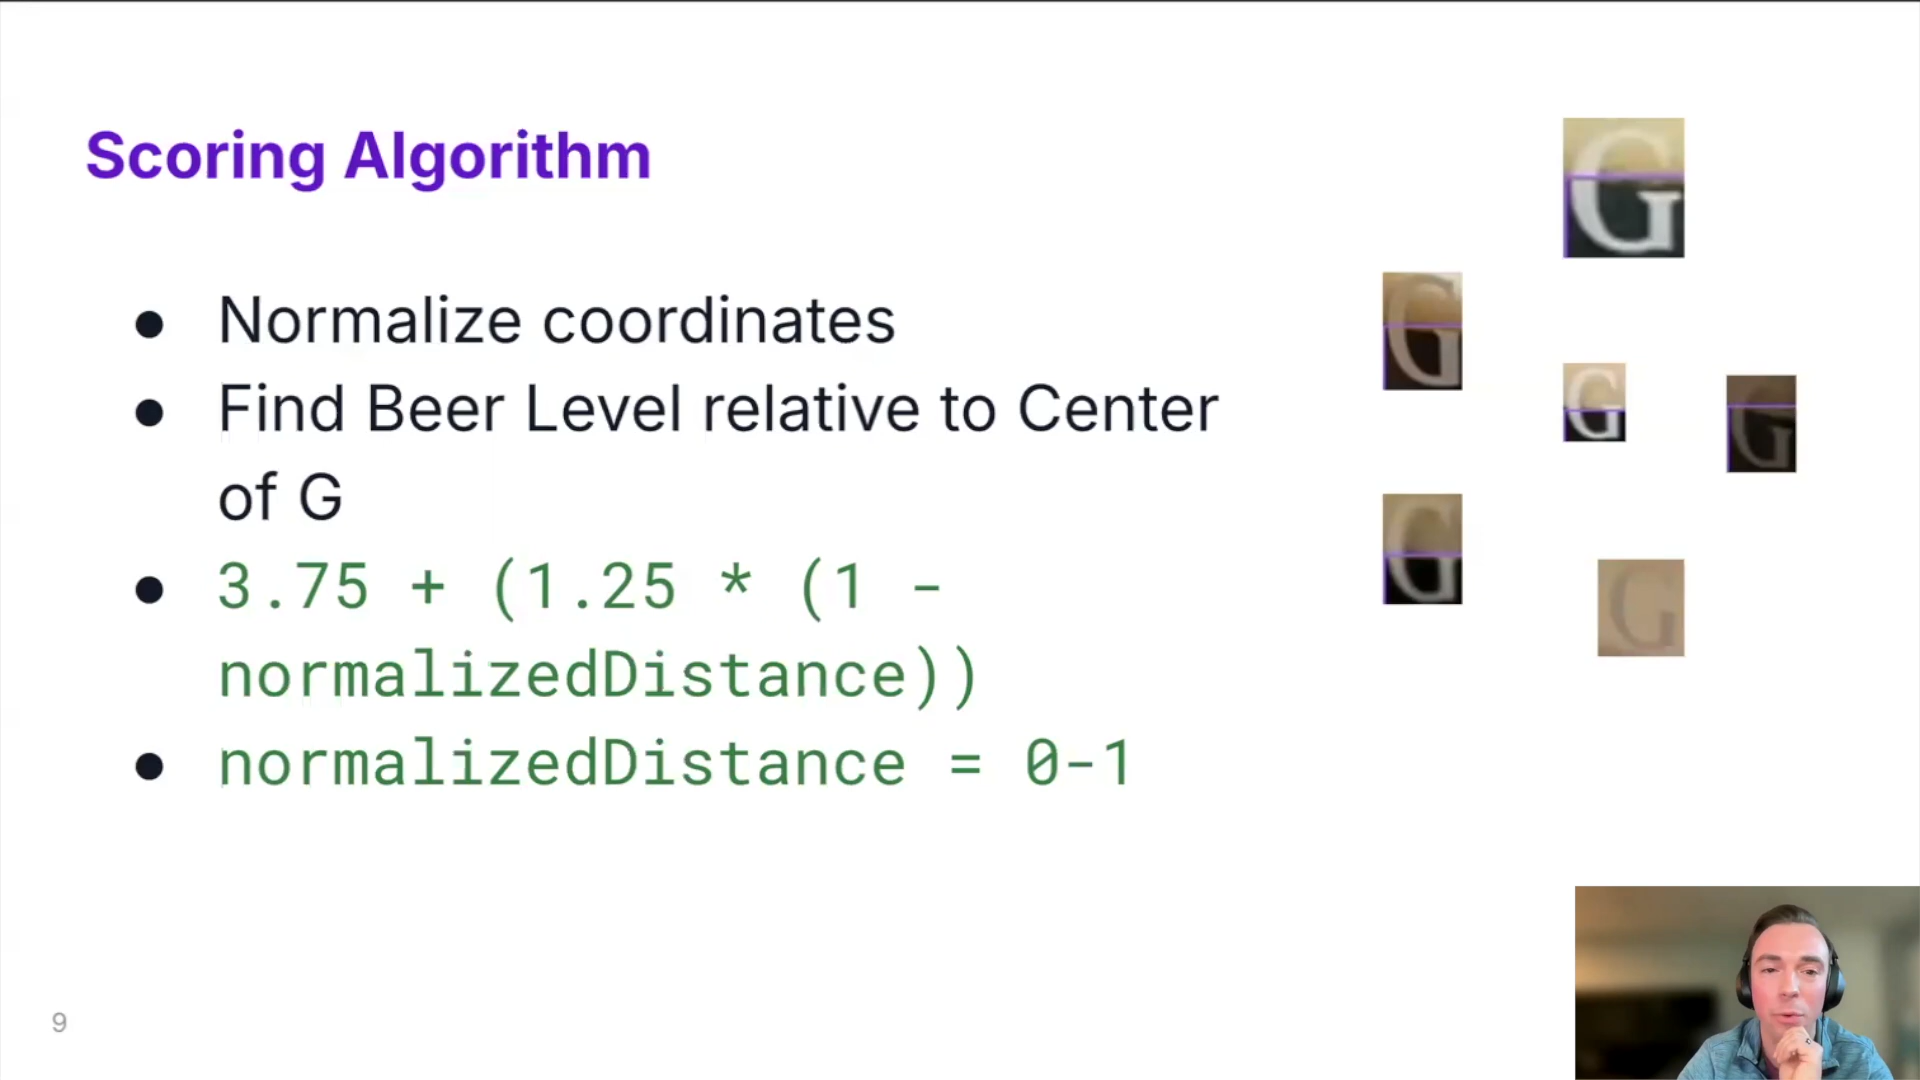 Scoring Algorithm
● Normalize coordinates
● Find Beer Level relative to Center
of G
● 3.75 + (1.25 * (1 -
normalizedDistance))
● normalizedDistance = 0-1
G
G
G
G
G
G
9